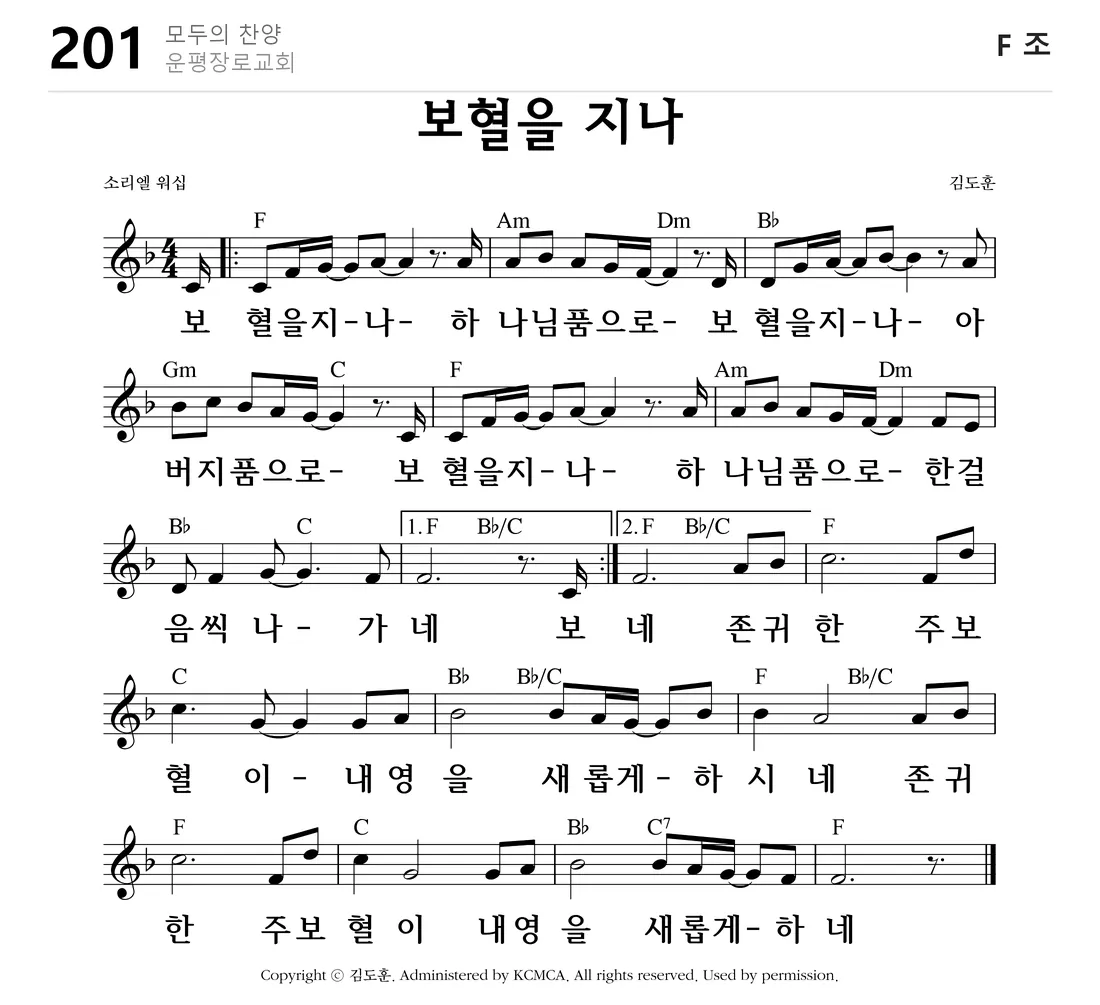 201 모두의 찬양
운평장로교회
F 조
보혈을 지나
소리엘 워십 김도훈
F Am Dm B♭
보 혈을지-나- 하 나님품으로- 보 혈을지-나- 아
Gm C F Am Dm
버지품으로- 보 혈을지-나- 하 나님품으로- 한걸
B♭ C 1. F B♭/C 2. F B♭/C F
음씩 나 - 가 네 보 네 존귀 한 주보
C B♭ B♭/C F B♭/C
혈 이 - 내 영 을 새 롭게 - 하 시 네 존 귀
F C B♭ C7 F
한 주보 혈 이 내영 을 새롭게- 하 네
Copyright ⓒ 김도훈. Administered by KCMCA. All rights reserved. Used by permission.